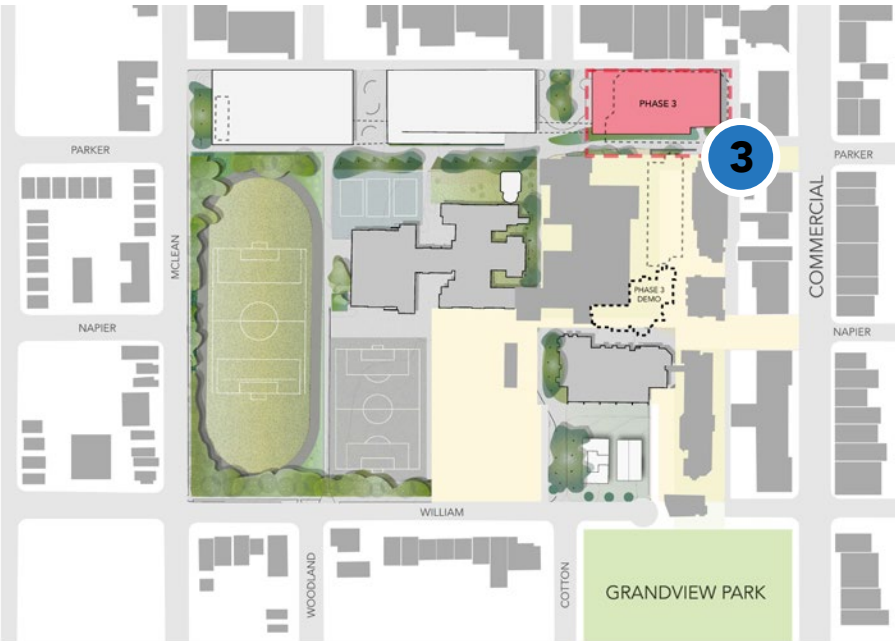 PHASE 3
3
PARKER
PARKER
MCLEAN
COMMERCIAL
PHASE 3
DEMO
NAPIER
NAPIER
WILLIAM
WOODLAND
COTTON
GRANDVIEW PARK